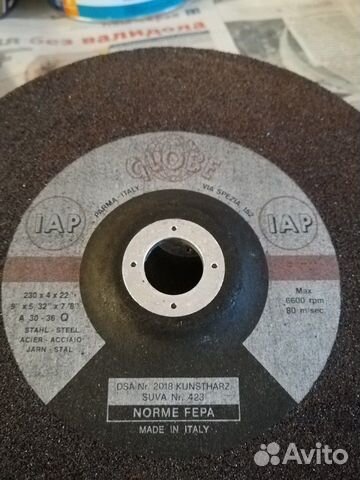 я без валидола
GLOBE
PARMA - ITALY
VIA SPEZIA, 162
IAP
IAP
230 x 4 x 22
9" x 5 32" x 7/8"
A 30-36 Q
STAHL - STEEL
ACIER - ACCIAIO
JARN - STAL
Max
6600 rpm
80 m/sec
DSA Nr. 2018 KUNSTHARZ
SUVA Nr. 423
NORME FEPA
MADE IN ITALY
Avito